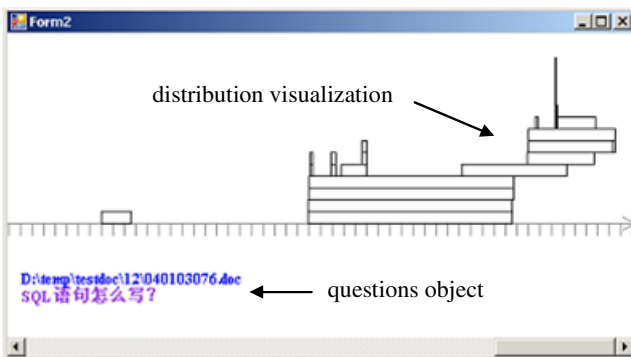 Form2
distribution visualization
D:\temp\testdoc\12\040103076.doc
SQL语句怎么写?
questions object